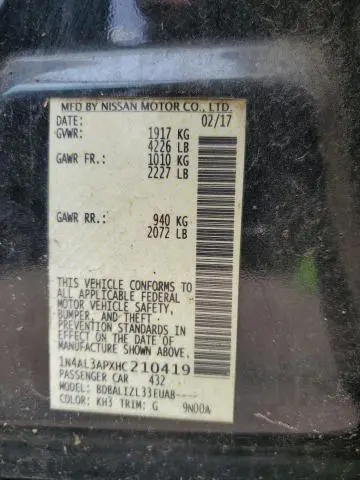 MFD BY NISSAN MOTOR CO., LTD.
DATE: 02/17
GVWR: 1917 KG
4226 LB
GAWR FR.: 1010 KG
2227 LB
GAWR RR.: 940 KG
2072 LB
THIS VEHICLE CONFORMS TO
ALL APPLICABLE FEDERAL
MOTOR VEHICLE SAFETY,
BUMPER, AND THEFT
PREVENTION STANDARDS IN
EFFECT ON THE DATE OF
MANUFACTURE SHOWN ABOVE.
1N4AL3APXHC210419
PASSENGER CAR 432
MODEL: BDBALIZL33EUAB----
COLOR: KH3 TRIM: G 9N00A